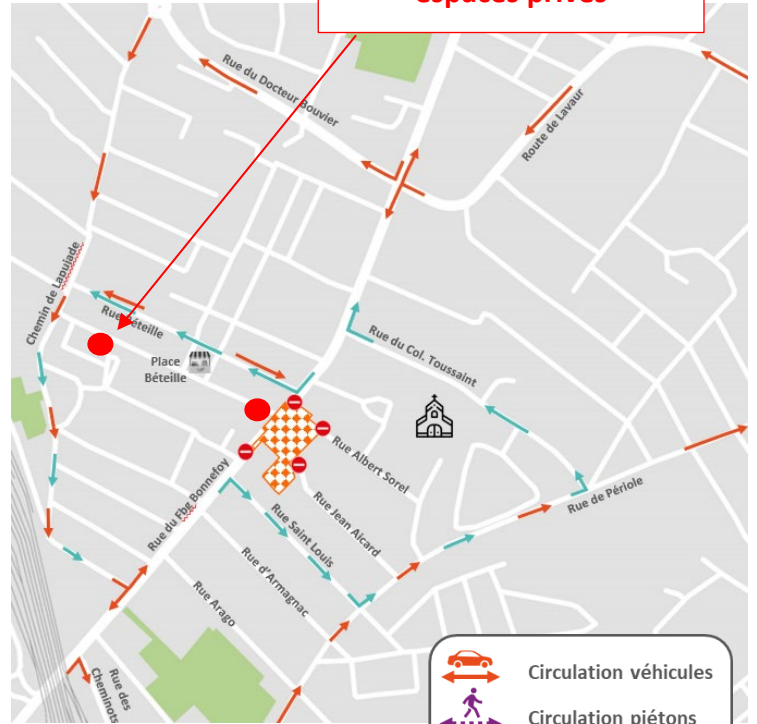 espaces privés
Rue du Docteur Bouvier
Route de Lavaur
Chemin de Lapujade
Rue Béteille
Place
Béteille
Rue du Col. Toussaint
Rue Albert Sorel
Rue du Fbg Bonnefoy
Rue Jean Aicard
Rue Saint Louis
Rue de Périole
Rue d'Armagnac
Rue Arago
Rue des
Cheminots
Circulation véhicules
Circulation piétons